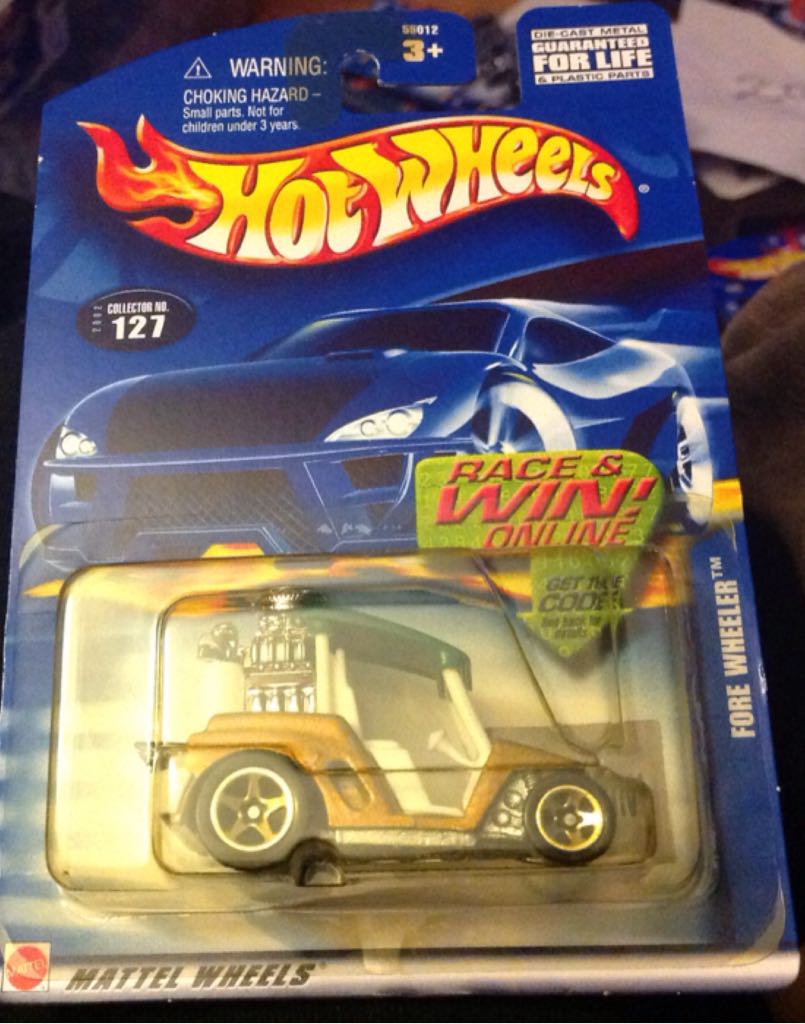 55012
3+
WARNING:
CHOKING HAZARD –
Small parts. Not for
children under 3 years.
DIE-CAST METAL
GUARANTEED
FOR LIFE
& PLASTIC PARTS
HOT WHEELS®
2002
COLLECTOR NO.
127
RACE &
WIN!
ONLINE
GET THE
CODE!
FORE WHEELER™
MATTEL
MATTEL WHEELS®